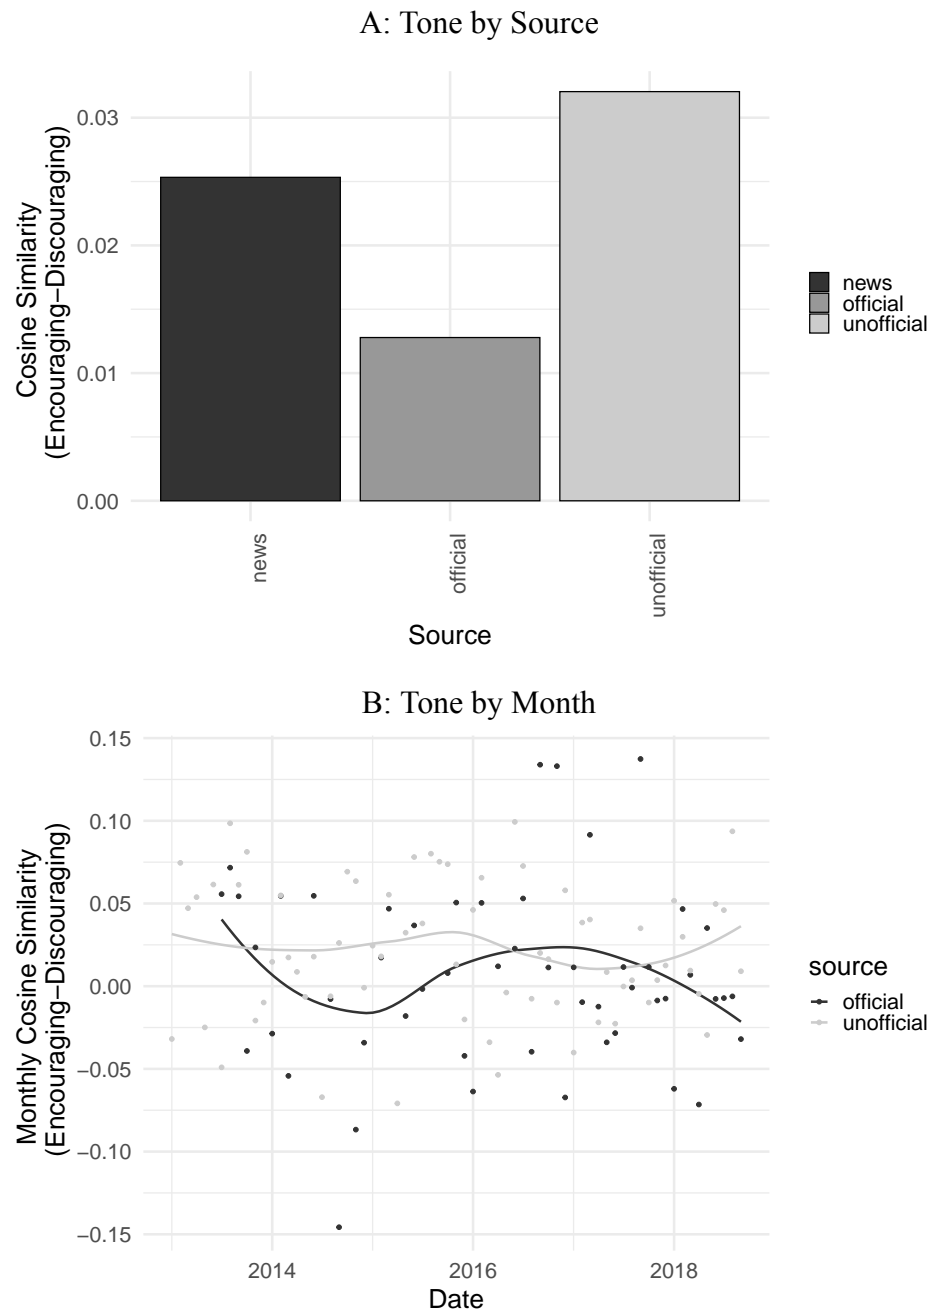 A: Tone by Source
Cosine Similarity
(Encouraging−Discouraging)
0.03
0.02
0.01
0.00
news
official
unofficial
Source
news
official
unofficial
B: Tone by Month
Monthly Cosine Similarity
(Encouraging−Discouraging)
0.15
0.10
0.05
0.00
−0.05
−0.10
−0.15
2014
2016
2018
Date
source
official
unofficial